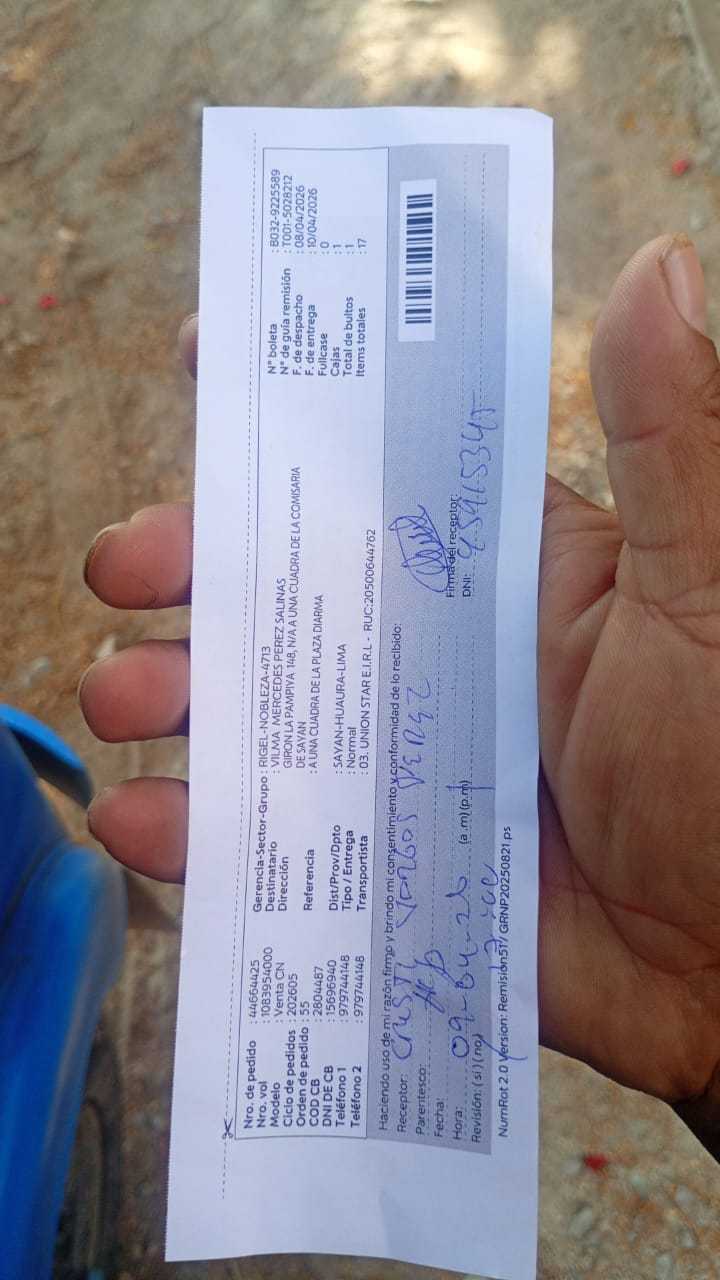 Nro. de pedido : 44664425
Nro. vol : 1083954000
Modelo : Venta CN
Ciclo de pedidos : 202605
Orden de pedido : 55
COD CB : 2804487
DNI DE CB : 15696940
Teléfono 1 : 979744148
Teléfono 2 : 979744148
Gerencia-Sector-Grupo : RIGEL-NOBLEZA-4713
Destinatario : VILMA MERCEDES PEREZ SALINAS
Dirección GIRON LA PAMPIYA 148, N/A A UNA CUADRA DE LA COMISARIA
DE SAYAN
Referencia : A UNA CUADRA DE LA PLAZA DIARMA
Dist/Prov/Dpto : SAYAN-HUAURA-LIMA
Tipo / Entrega : Normal
Transportista : 03. UNION STAR E.I.R.L - RUC:20500644762
N° boleta : B032-9225589
N° de guía remisión : T001-5028212
F. de despacho : 08/04/2026
F. de entrega : 10/04/2026
Fullcase : 0
Cajas : 1
Total de bultos : 1
Items totales : 17
Haciendo uso de mi razón firmo y brindo mi consentimiento y conformidad de lo recibido:
Receptor:
Parentesco:
Fecha: 09-04-26
Hora: (a.m)(p.m)
Revisión: (si)(no)
Firma del receptor:
DNI:
NumRot 2.0 Version: Remision5T/ GRNP20250821 ps